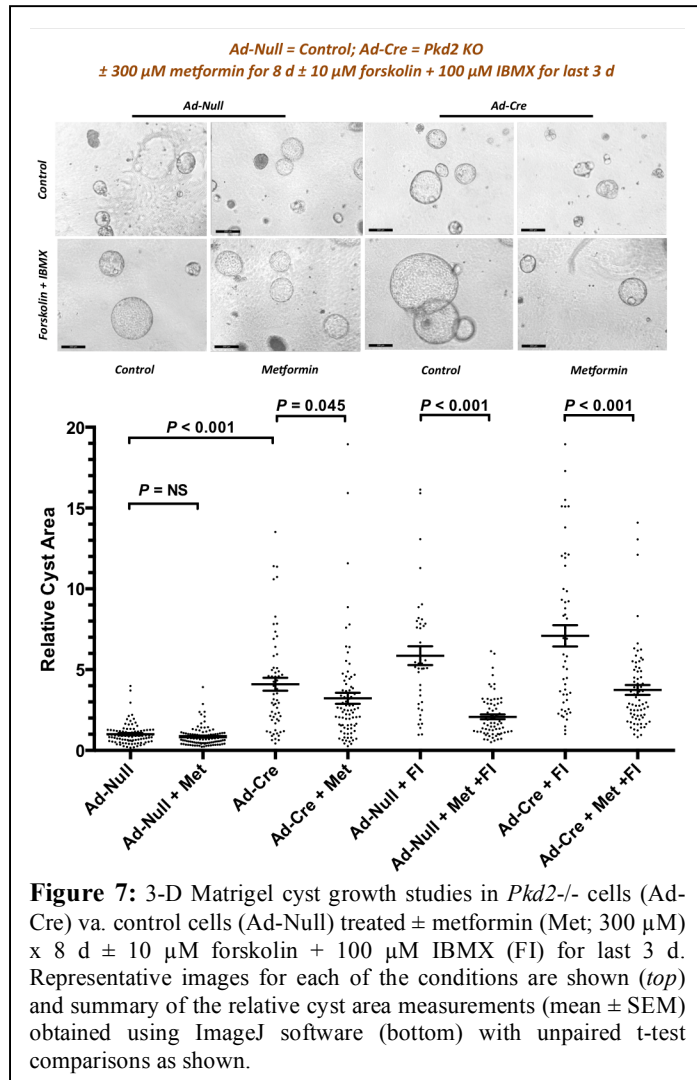 Ad-Null = Control; Ad-Cre = Pkd2 KO
± 300 µM metformin for 8 d ± 10 µM forskolin + 100 µM IBMX for last 3 d
Ad-Null
Ad-Cre
Control
Forskolin + IBMX
Control
Metformin
Control
Metformin
P < 0.001
P = NS
P = 0.045
P < 0.001
P < 0.001
Relative Cyst Area
20
15
10
5
0
Ad-Null
Ad-Null + Met
Ad-Cre
Ad-Cre + Met
Ad-Null + FI
Ad-Null + Met +FI
Ad-Cre + FI
Ad-Cre + Met +FI
Figure 7: 3-D Matrigel cyst growth studies in Pkd2-/- cells (Ad-
Cre) va. control cells (Ad-Null) treated ± metformin (Met; 300 µM)
x 8 d ± 10 µM forskolin + 100 µM IBMX (FI) for last 3 d.
Representative images for each of the conditions are shown (top)
and summary of the relative cyst area measurements (mean ± SEM)
obtained using ImageJ software (bottom) with unpaired t-test
comparisons as shown.